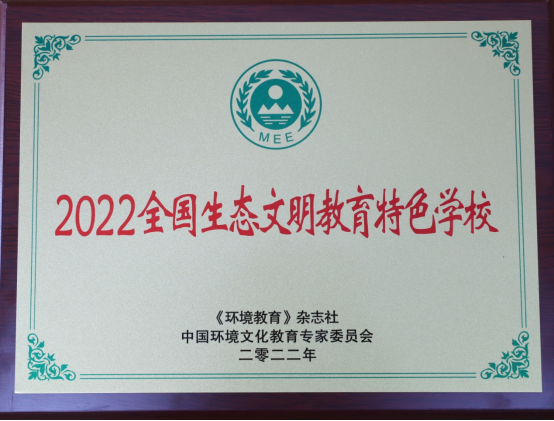 MEE
2022全国生态文明教育特色学校
《环境教育》杂志社
中国环境文化教育专家委员会
二零二二年